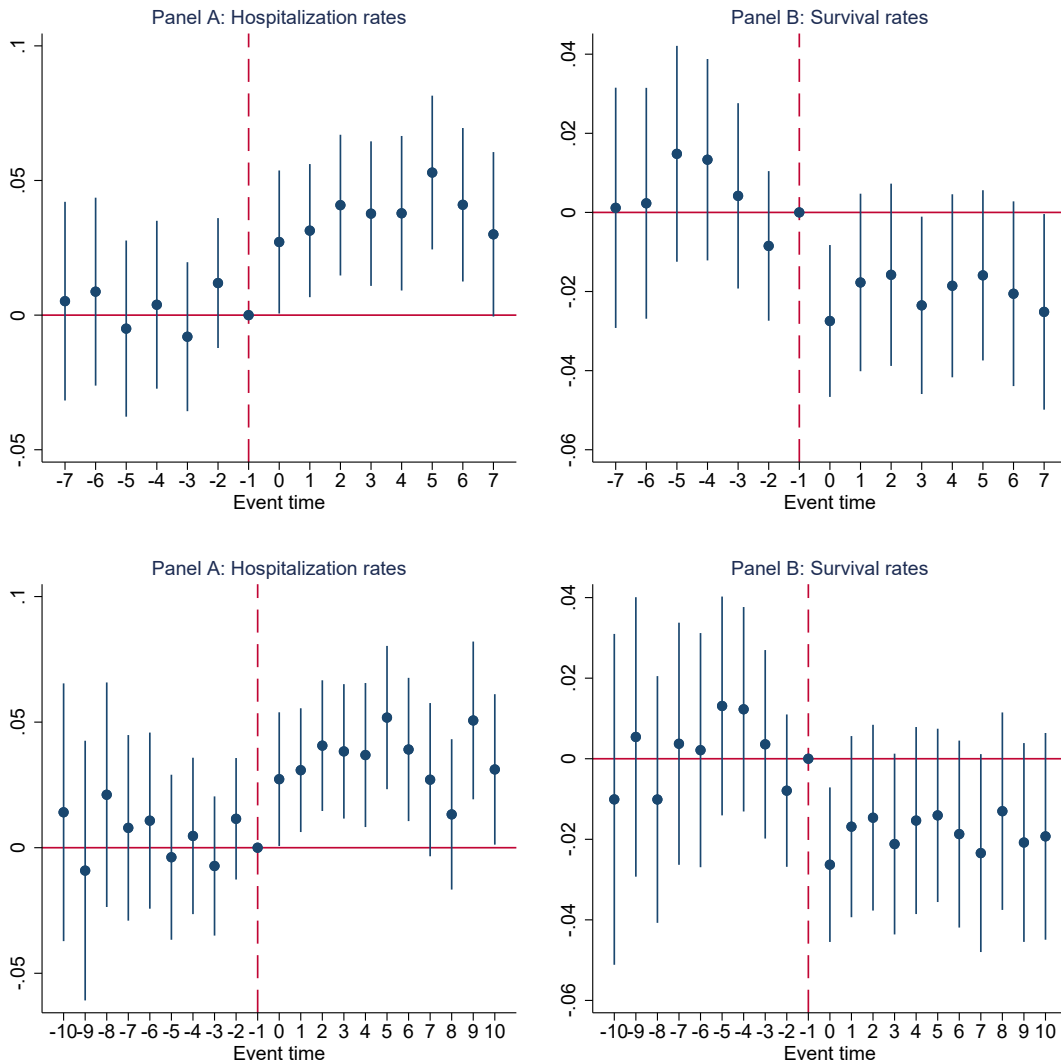 Panel A: Hospitalization rates
.1
.05
0
-.05
-7 -6 -5 -4 -3 -2 -1 0 1 2 3 4 5 6 7
Event time
Panel B: Survival rates
.04
.02
0
-.02
-.04
-.06
-7 -6 -5 -4 -3 -2 -1 0 1 2 3 4 5 6 7
Event time
Panel A: Hospitalization rates
.1
.05
0
-.05
-10 -9 -8 -7 -6 -5 -4 -3 -2 -1 0 1 2 3 4 5 6 7 8 9 10
Event time
Panel B: Survival rates
.04
.02
0
-.02
-.04
-.06
-10 -9 -8 -7 -6 -5 -4 -3 -2 -1 0 1 2 3 4 5 6 7 8 9 10
Event time